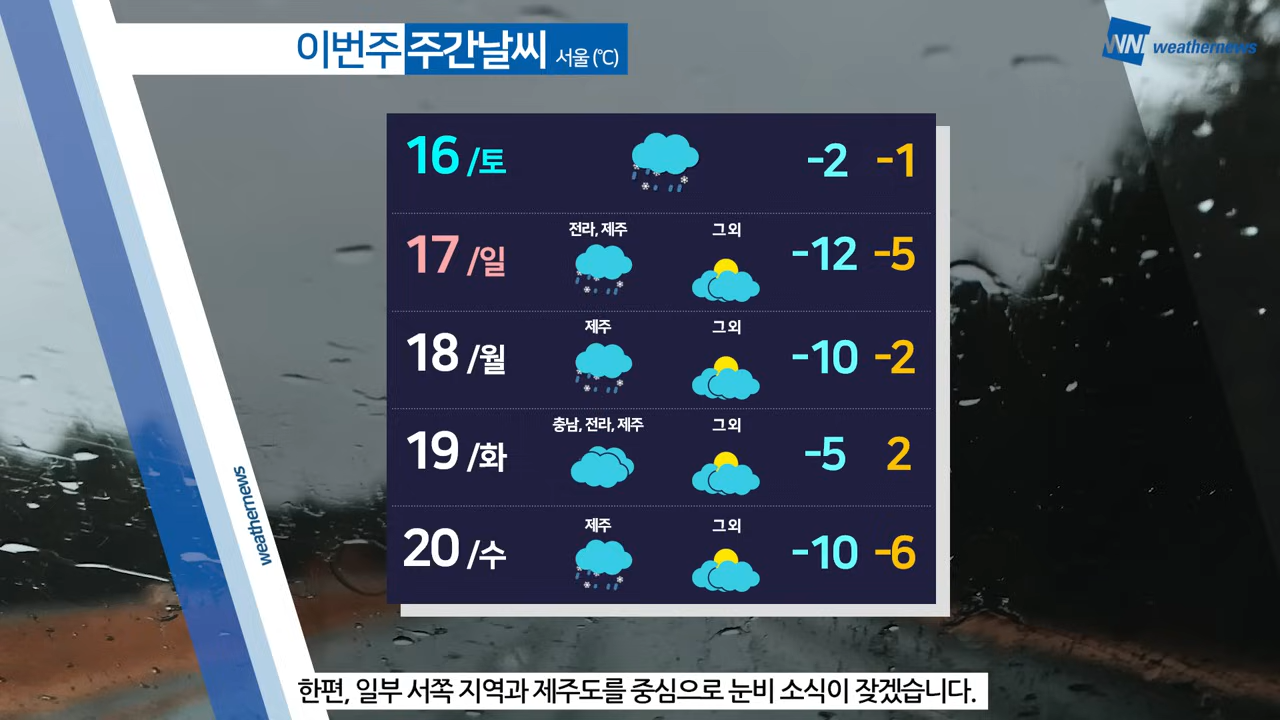 이번주 주간날씨 서울 (℃)
WNI weathernews
16 /토 -2 -1
전라, 제주 그 외
17 /일 -12 -5
제주 그 외
18 /월 -10 -2
충남, 전라, 제주 그 외
19 /화 -5 2
제주 그 외
20 /수 -10 -6
weathernews
한편, 일부 서쪽 지역과 제주도를 중심으로 눈비 소식이 잦겠습니다.